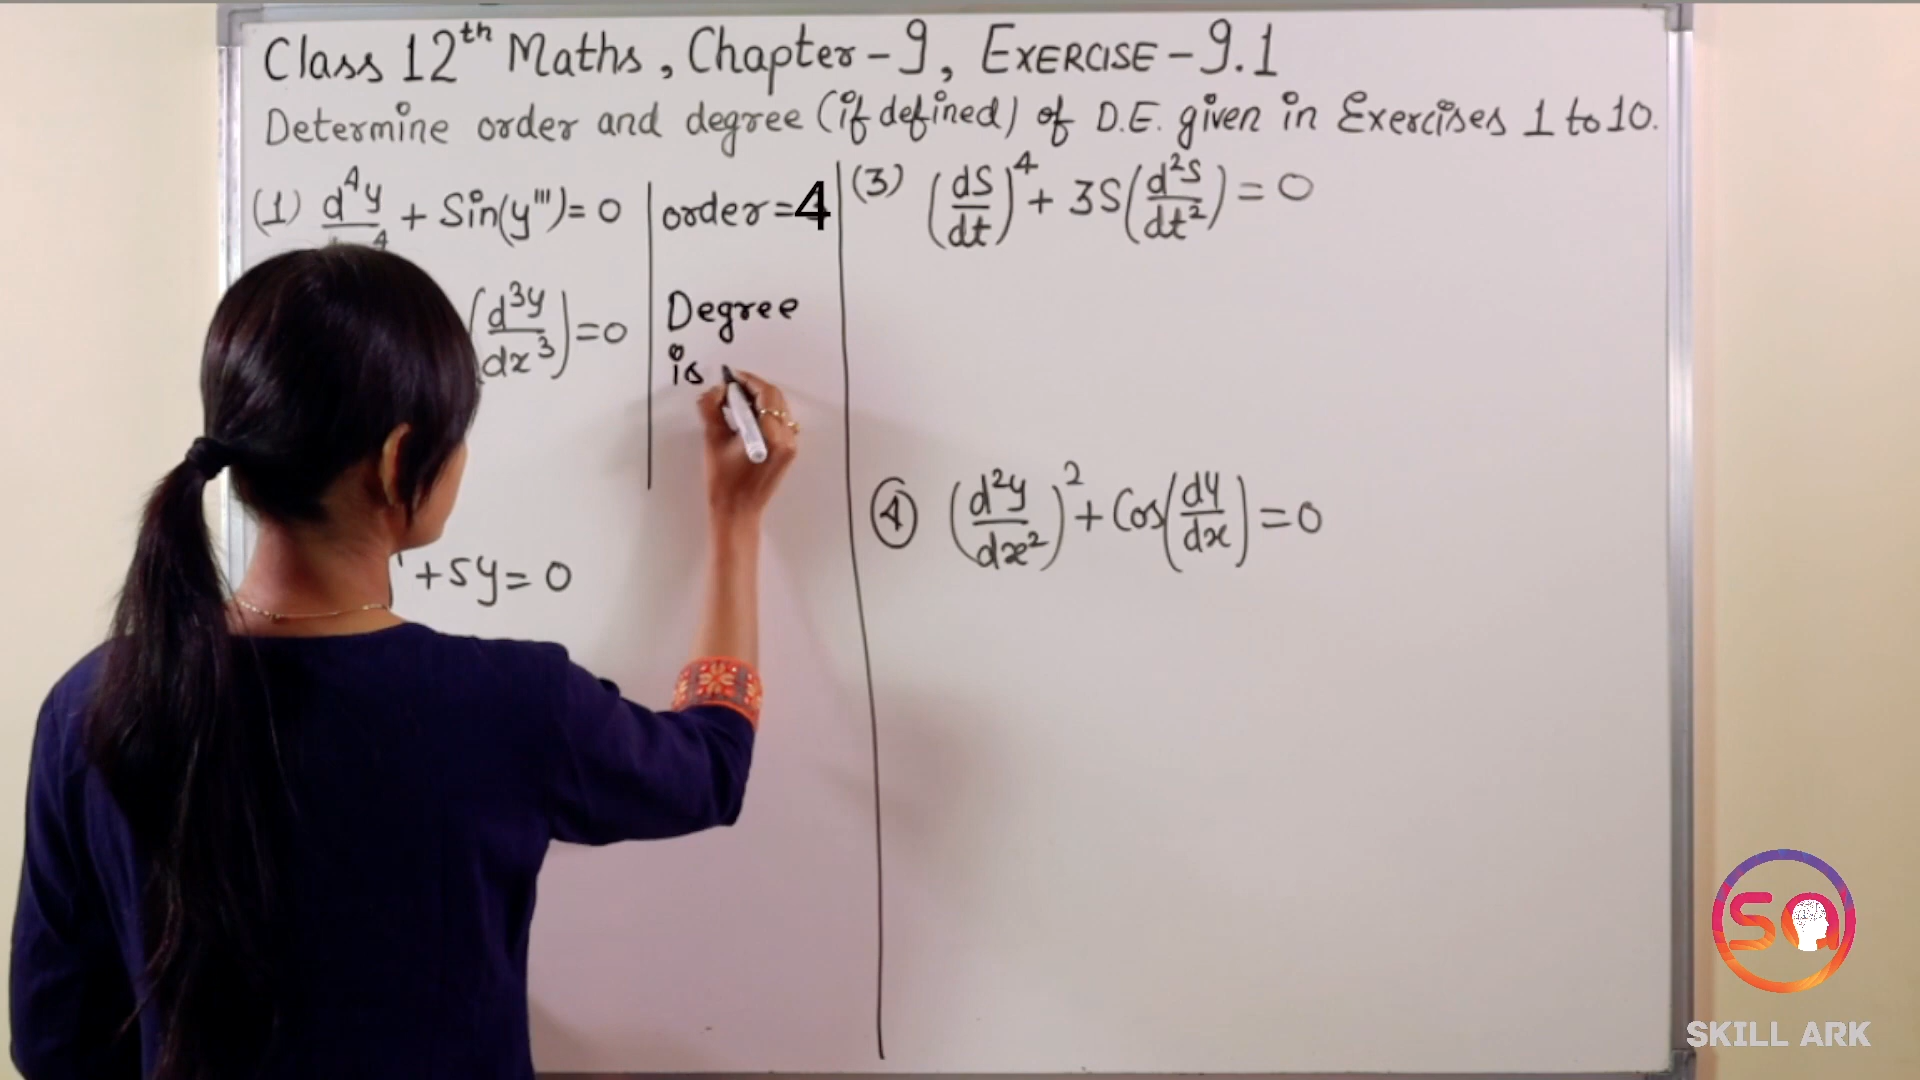 Class 12th Maths, Chapter-9, EXERCISE-9.1
Determine order and degree (if defined) of D.E. given in Exercises 1 to 10.
(1) d⁴y/  ⁴ + Sin(y''')= 0
order=4
(d³y/dx³)=0
Degree
is
+5y= 0
(3) (dS/dt)⁴ + 3S(d²S/dt²) = 0
④ (d²y/dx²)² + Cos(dy/dx) = 0
SA
SKILL ARK